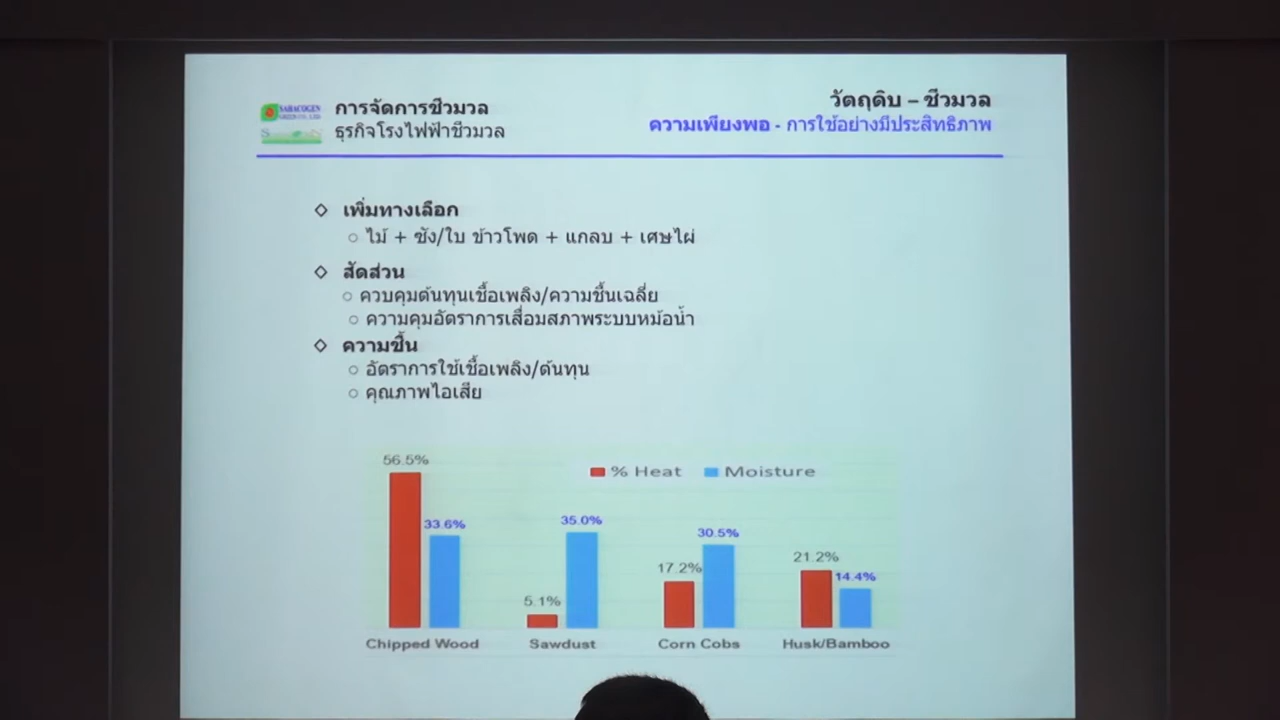 SAHACOGEN
GREEN CO., LTD
การจัดการชีวมวล
ธุรกิจโรงไฟฟ้าชีวมวล
วัตถุดิบ – ชีวมวล
ความเพียงพอ - การใช้อย่างมีประสิทธิภาพ
◇ เพิ่มทางเลือก
○ ไม้ + ซัง/ใบ ข้าวโพด + แกลบ + เศษไผ่
◇ สัดส่วน
○ ควบคุมต้นทุนเชื้อเพลิง/ความชื้นเฉลี่ย
○ ความคุมอัตราการเสื่อมสภาพระบบหม้อน้ำ
◇ ความชื้น
○ อัตราการใช้เชื้อเพลิง/ต้นทุน
○ คุณภาพไอเสีย
% Heat Moisture
56.5% 33.6% 5.1% 35.0% 17.2% 30.5% 21.2% 14.4%
Chipped Wood Sawdust Corn Cobs Husk/Bamboo